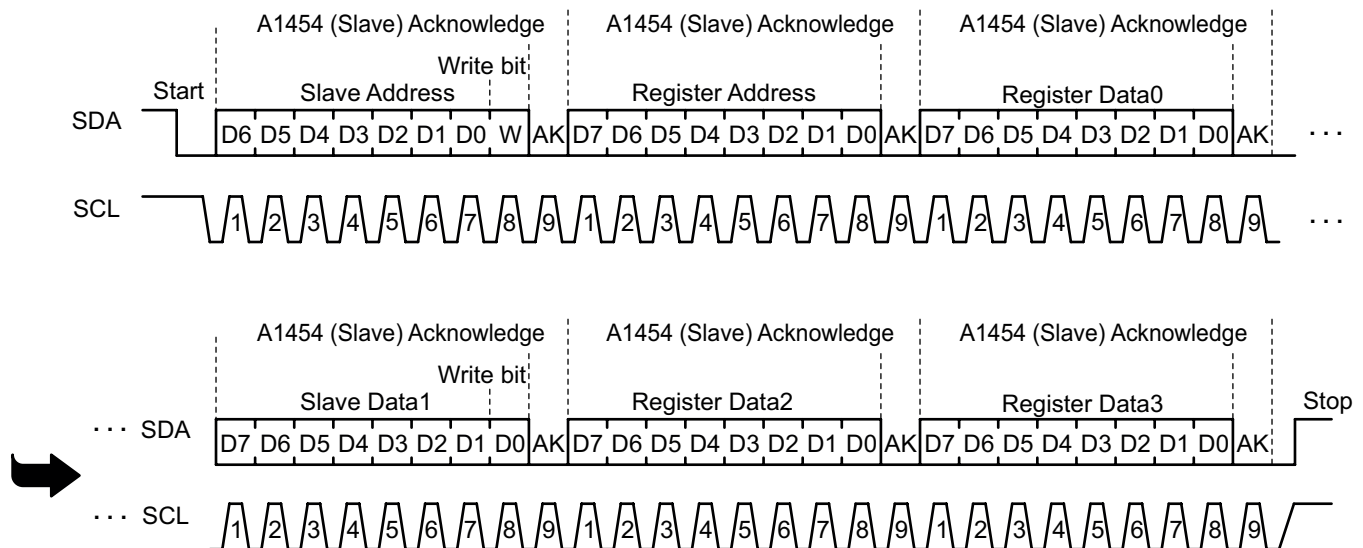 A1454 (Slave) Acknowledge A1454 (Slave) Acknowledge A1454 (Slave) Acknowledge
Write bit
Start Slave Address Register Address Register Data0
SDA D6 D5 D4 D3 D2 D1 D0 W AK D7 D6 D5 D4 D3 D2 D1 D0 AK D7 D6 D5 D4 D3 D2 D1 D0 AK . . .
SCL 1 2 3 4 5 6 7 8 9 1 2 3 4 5 6 7 8 9 1 2 3 4 5 6 7 8 9 . . .
A1454 (Slave) Acknowledge A1454 (Slave) Acknowledge A1454 (Slave) Acknowledge
Write bit
Slave Data1 Register Data2 Register Data3 Stop
. . . SDA D7 D6 D5 D4 D3 D2 D1 D0 AK D7 D6 D5 D4 D3 D2 D1 D0 AK D7 D6 D5 D4 D3 D2 D1 D0 AK
. . . SCL 1 2 3 4 5 6 7 8 9 1 2 3 4 5 6 7 8 9 1 2 3 4 5 6 7 8 9